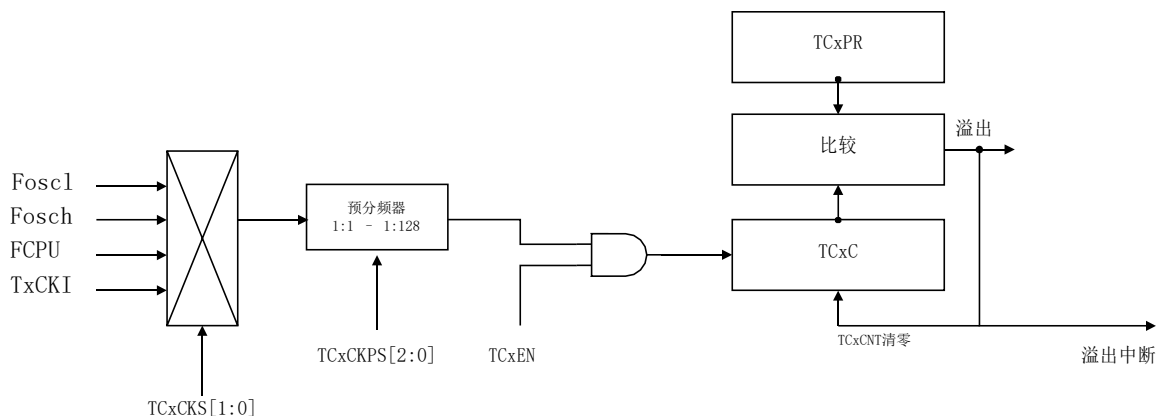 TCxPR
比较
溢出
Foscl
Fosch
FCPU
TxCKI
预分频器
1:1 - 1:128
TCxC
TCxCNT清零
溢出中断
TCxCKPS[2:0]
TCxEN
TCxCKS[1:0]